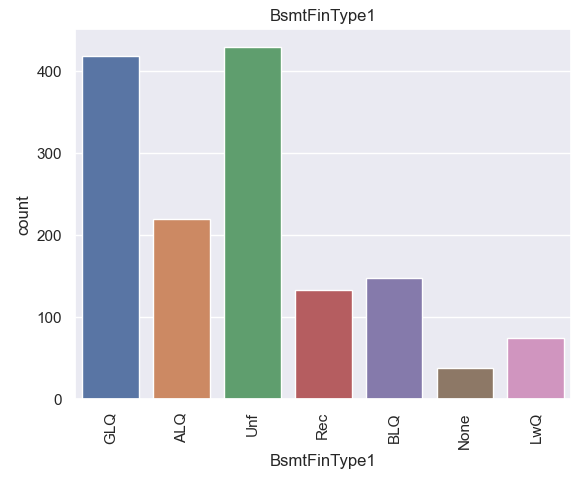 BsmtFinType1
400
300
200
100
0
count
GLQ
ALQ
Unf
Rec
BLQ
None
LwQ
BsmtFinType1